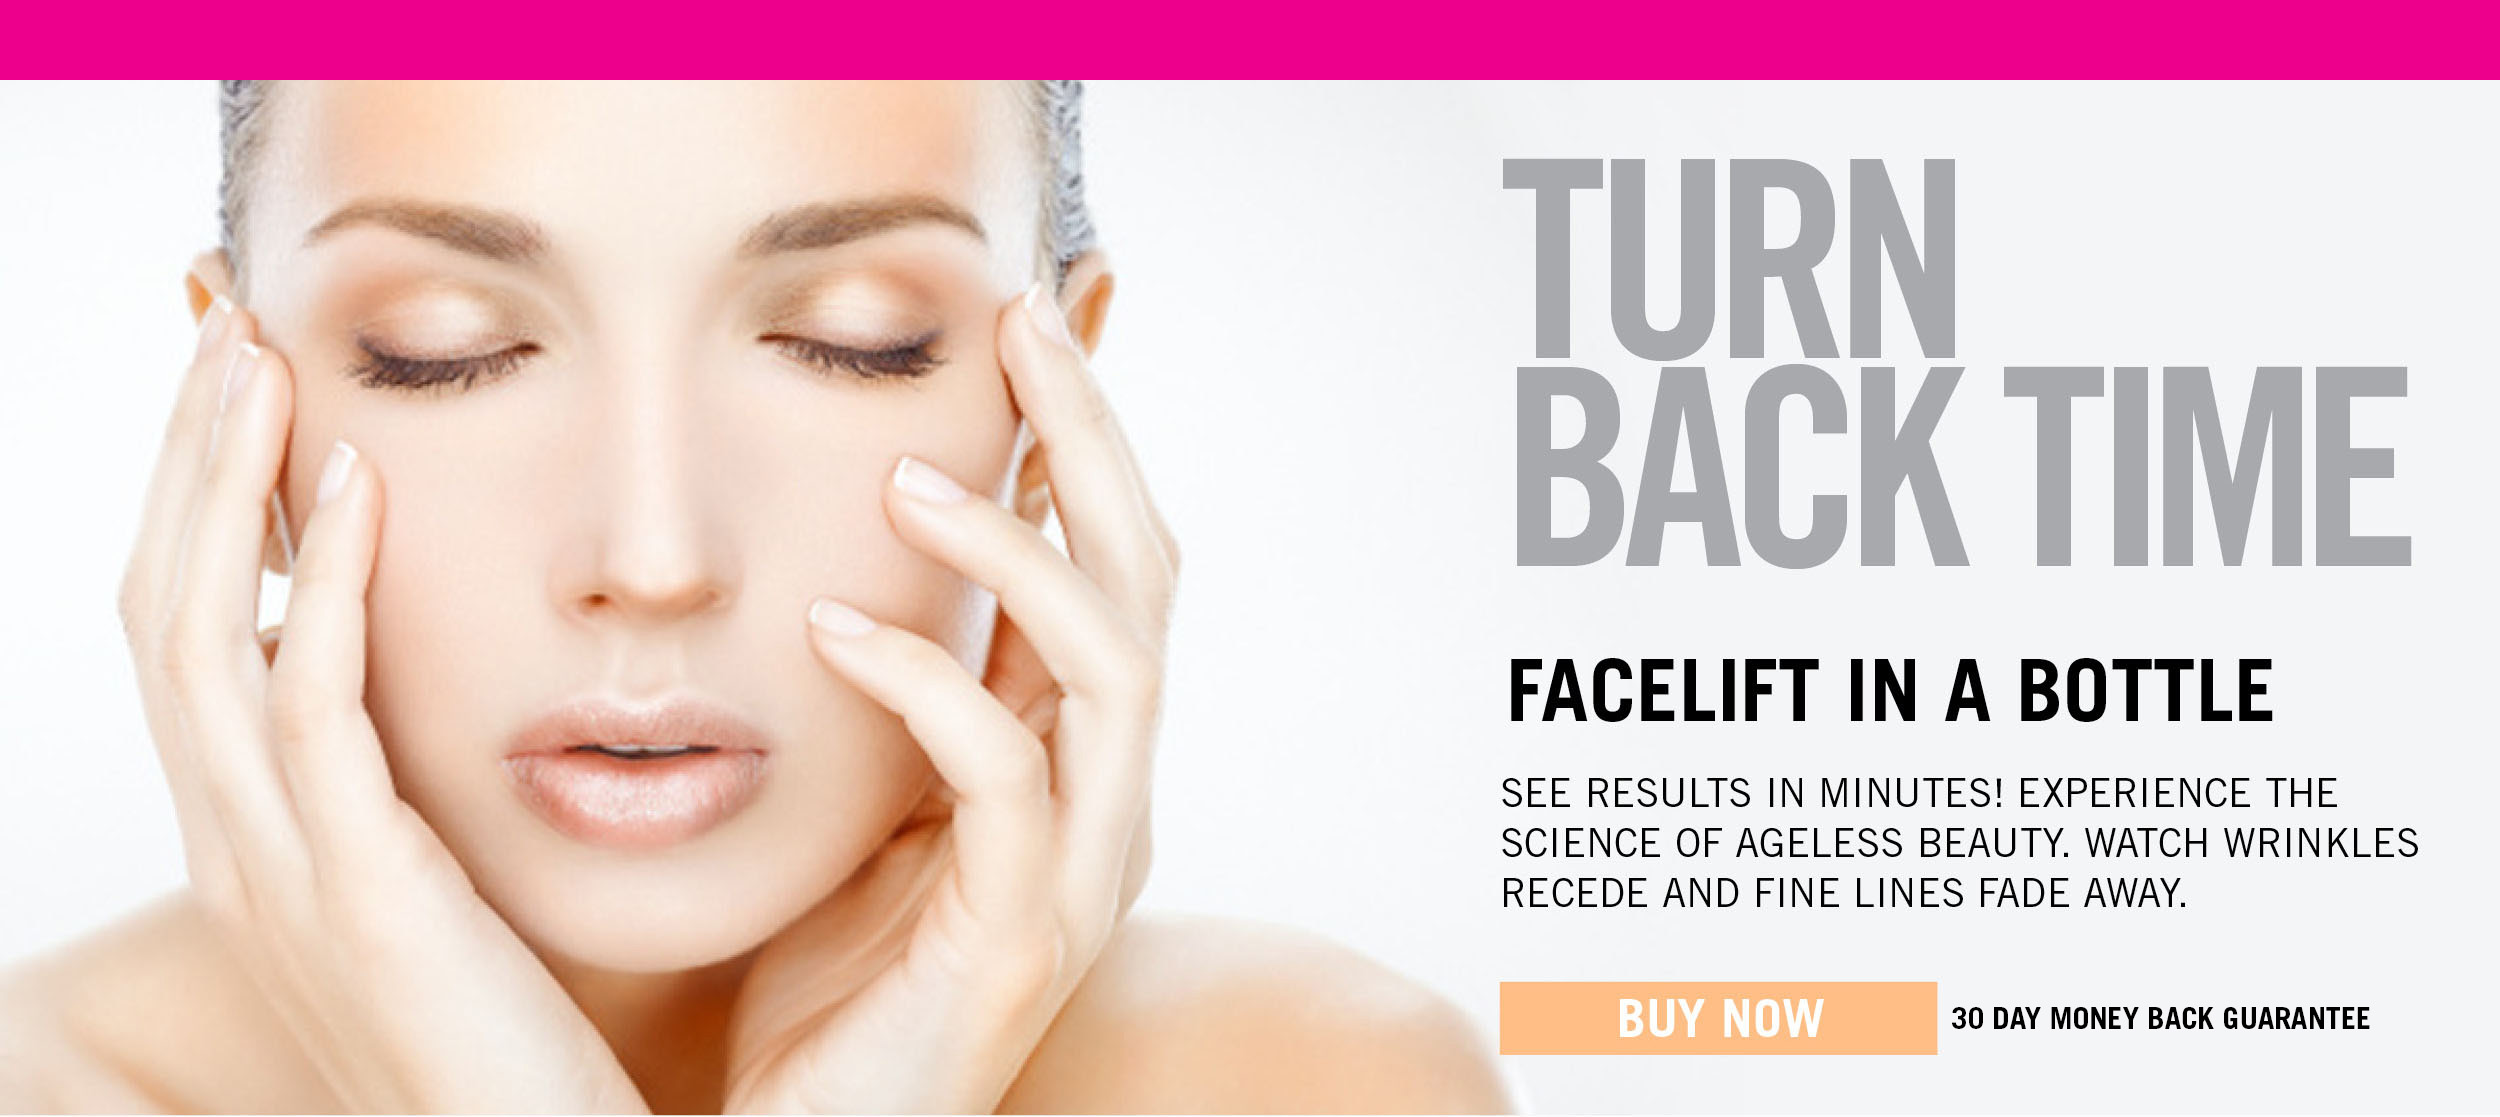 TURN
BACK TIME
FACELIFT IN A BOTTLE
SEE RESULTS IN MINUTES! EXPERIENCE THE
SCIENCE OF AGELESS BEAUTY. WATCH WRINKLES
RECEDE AND FINE LINES FADE AWAY.
BUY NOW 30 DAY MONEY BACK GUARANTEE